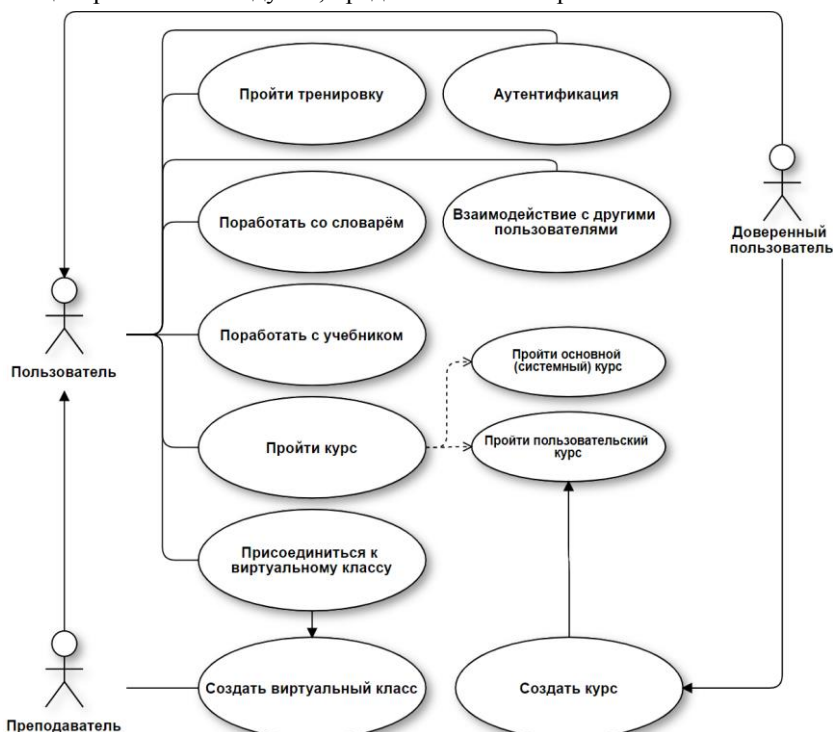 Пройти тренировку
Аутентификация
Поработать со словарём
Взаимодействие с другими
пользователями
Доверенный
пользователь
Поработать с учебником
Пользователь
Пройти основной
(системный) курс
Пройти курс
Пройти пользовательский
курс
Присоединиться к
виртуальному классу
Создать виртуальный класс
Создать курс
Преподаватель